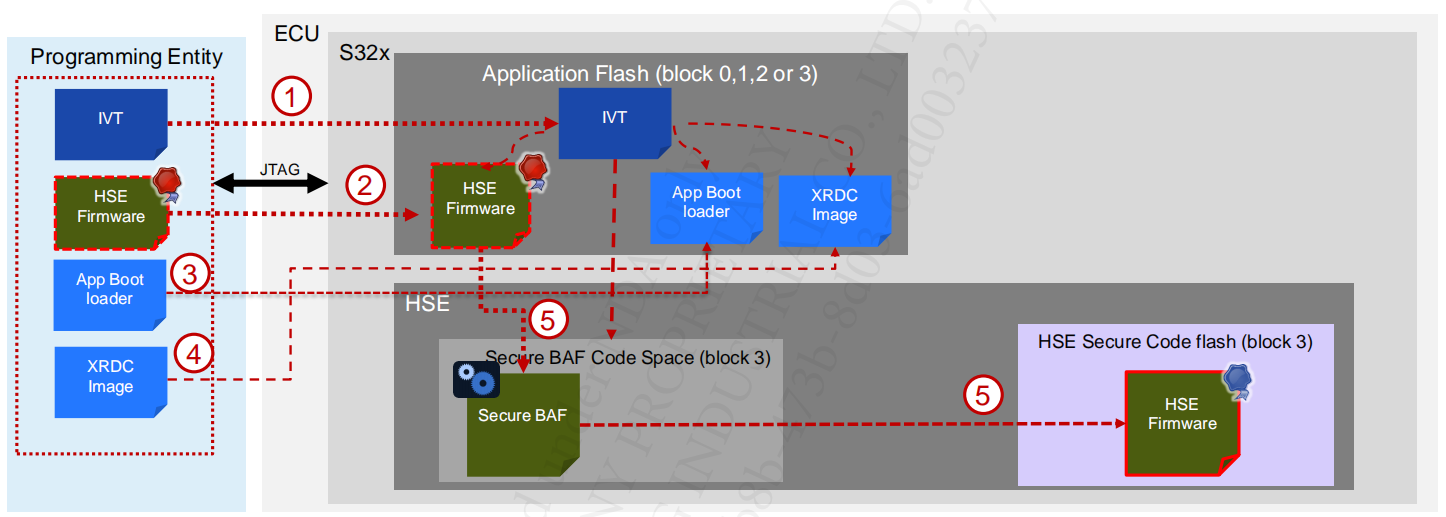 ECU
Programming Entity
S32x
Application Flash (block 0,1,2 or 3)
IVT
1
IVT
JTAG
2
HSE
Firmware
HSE
Firmware
App Boot
loader
XRDC
Image
3
App Boot
loader
HSE
5
4
XRDC
Image
Secure BAF Code Space (block 3)
Secure BAF
5
HSE Secure Code flash (block 3)
HSE
Firmware